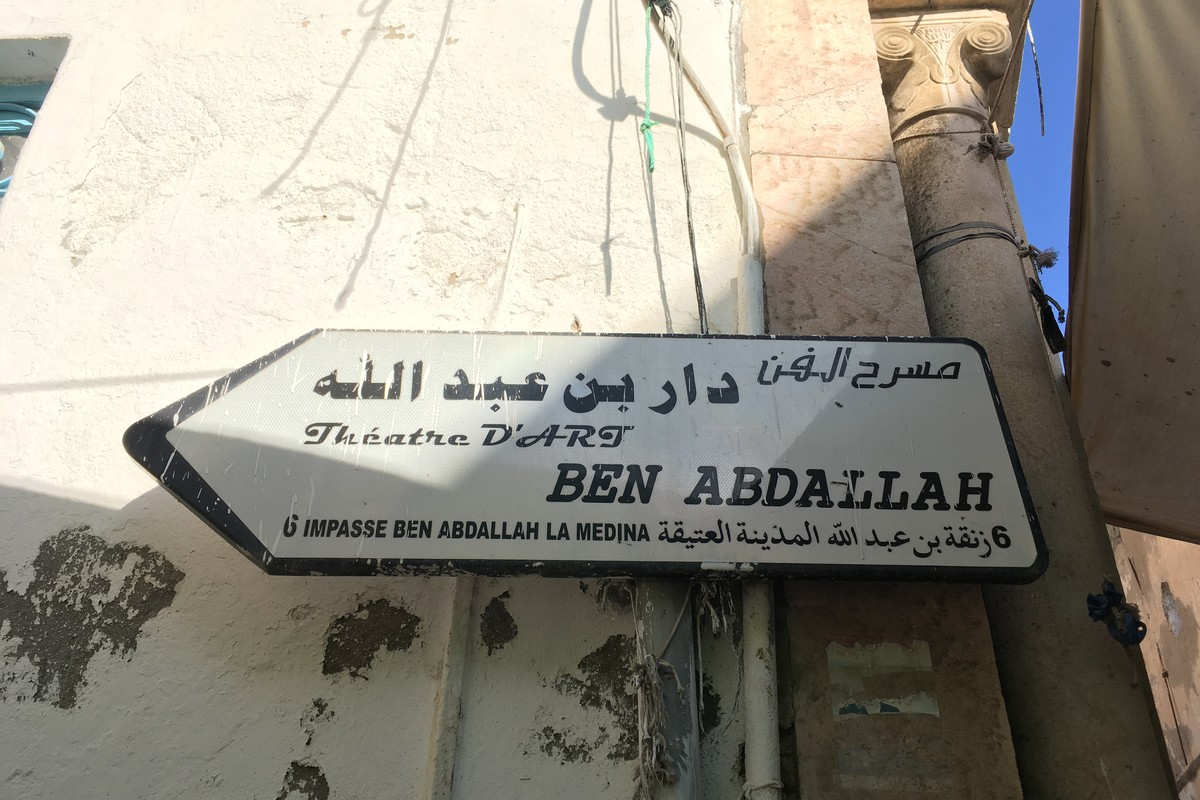 مسرح الفن
دار بن عبد الله
Théatre D'ART
BEN ABDALLAH
6 IMPASSE BEN ABDALLAH LA MEDINA 6 زنقة بن عبد الله المدينة العتيقة